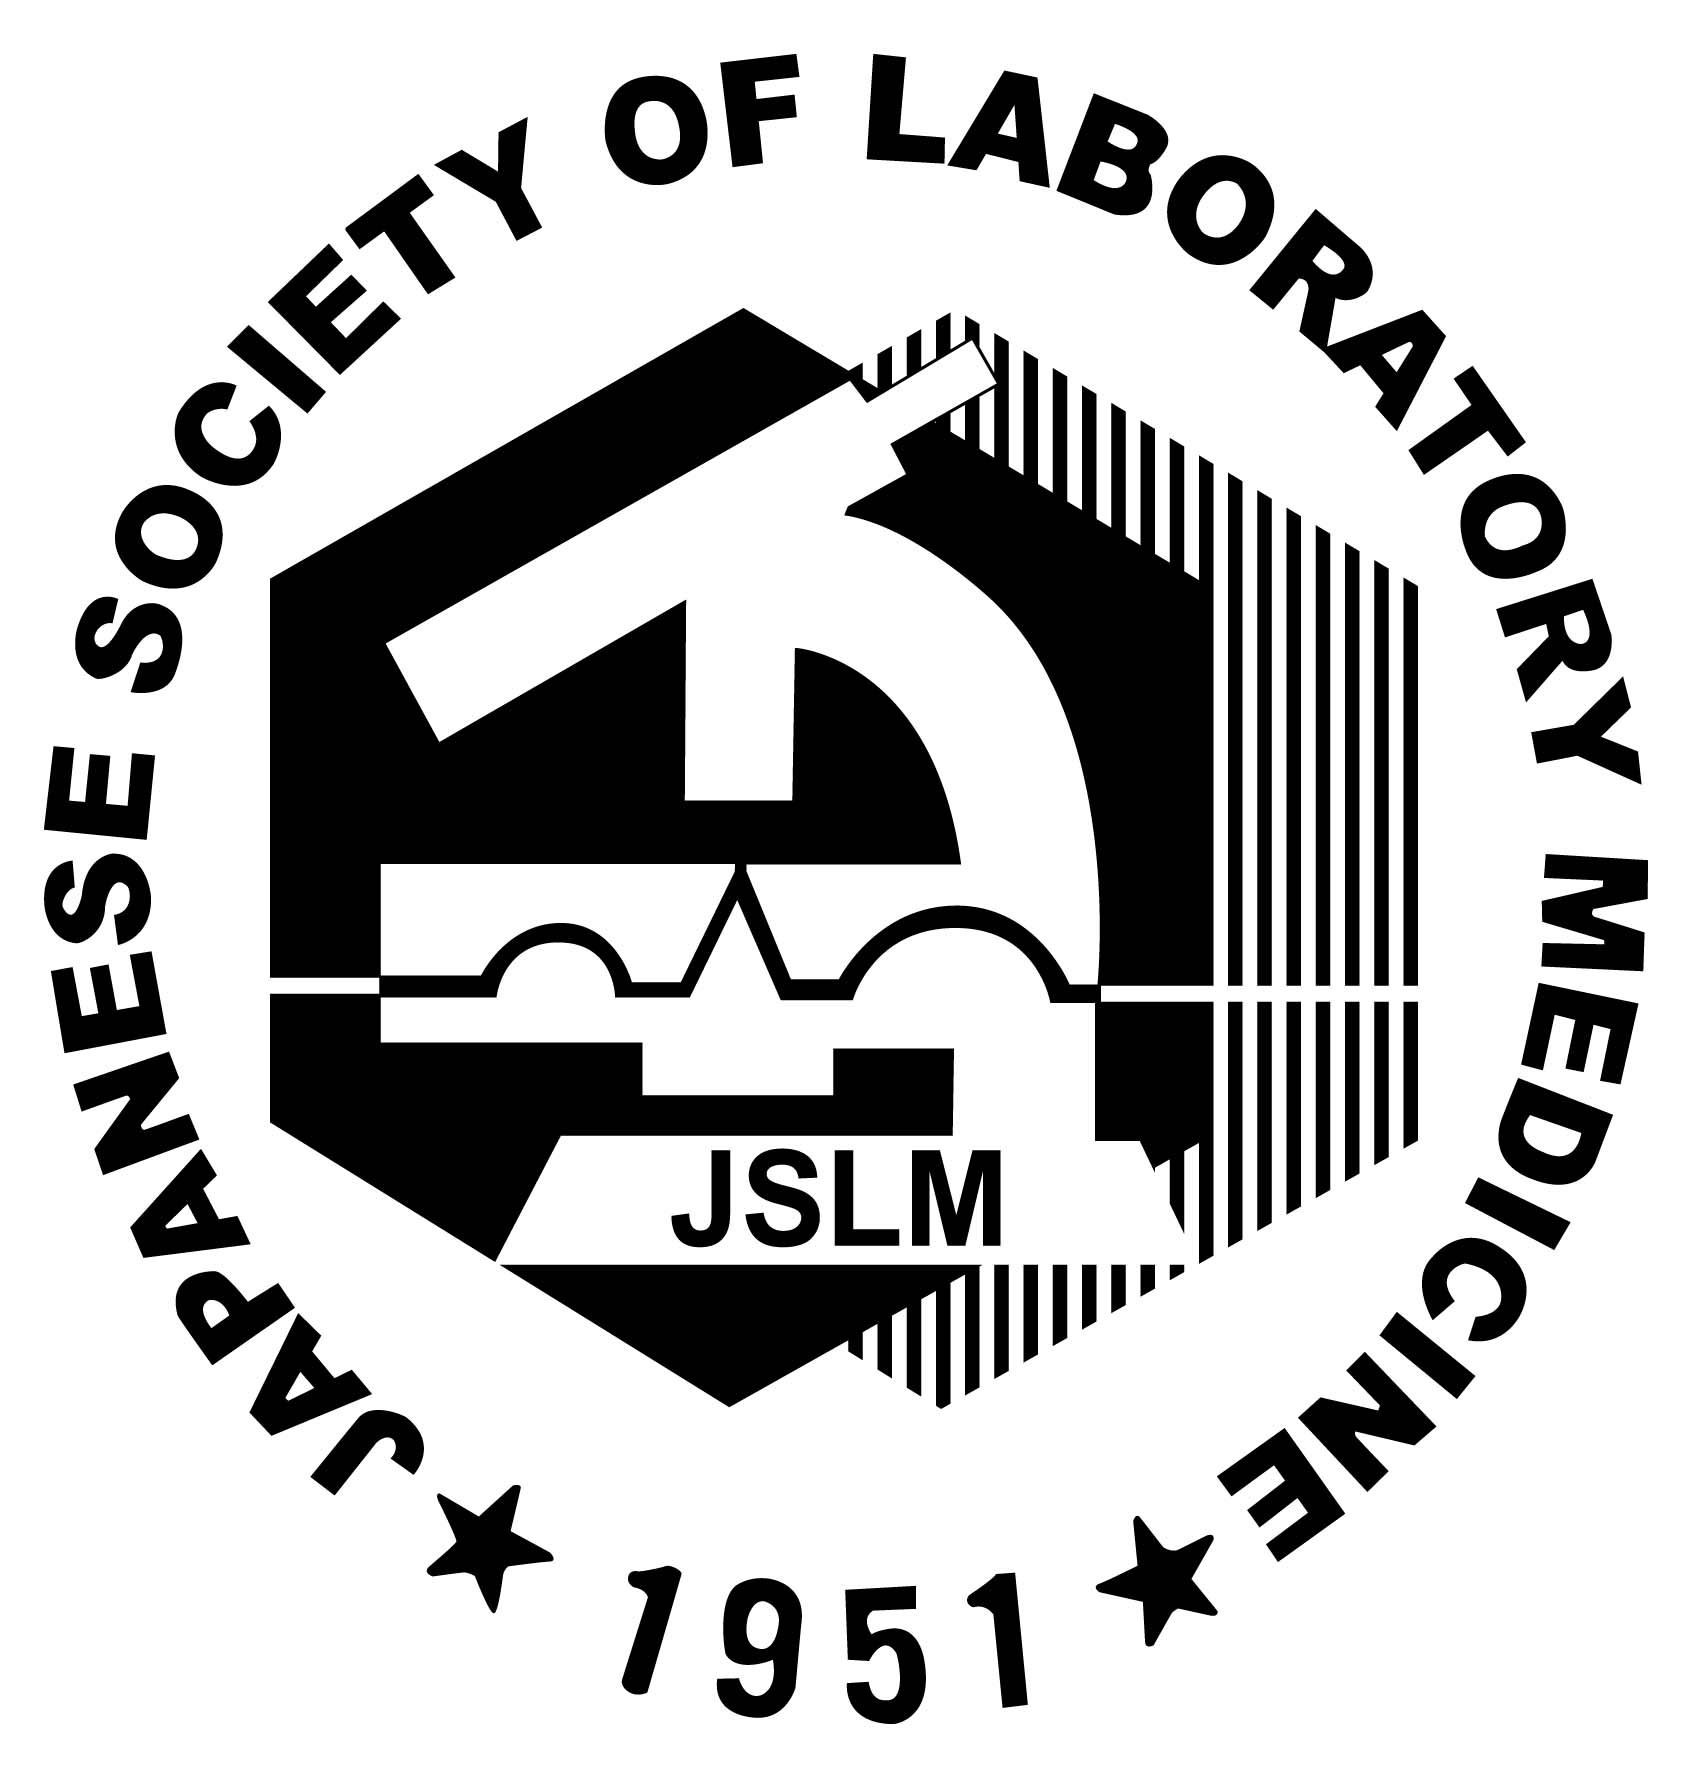 JAPANESE SOCIETY OF LABORATORY MEDICINE
JSLM
1951